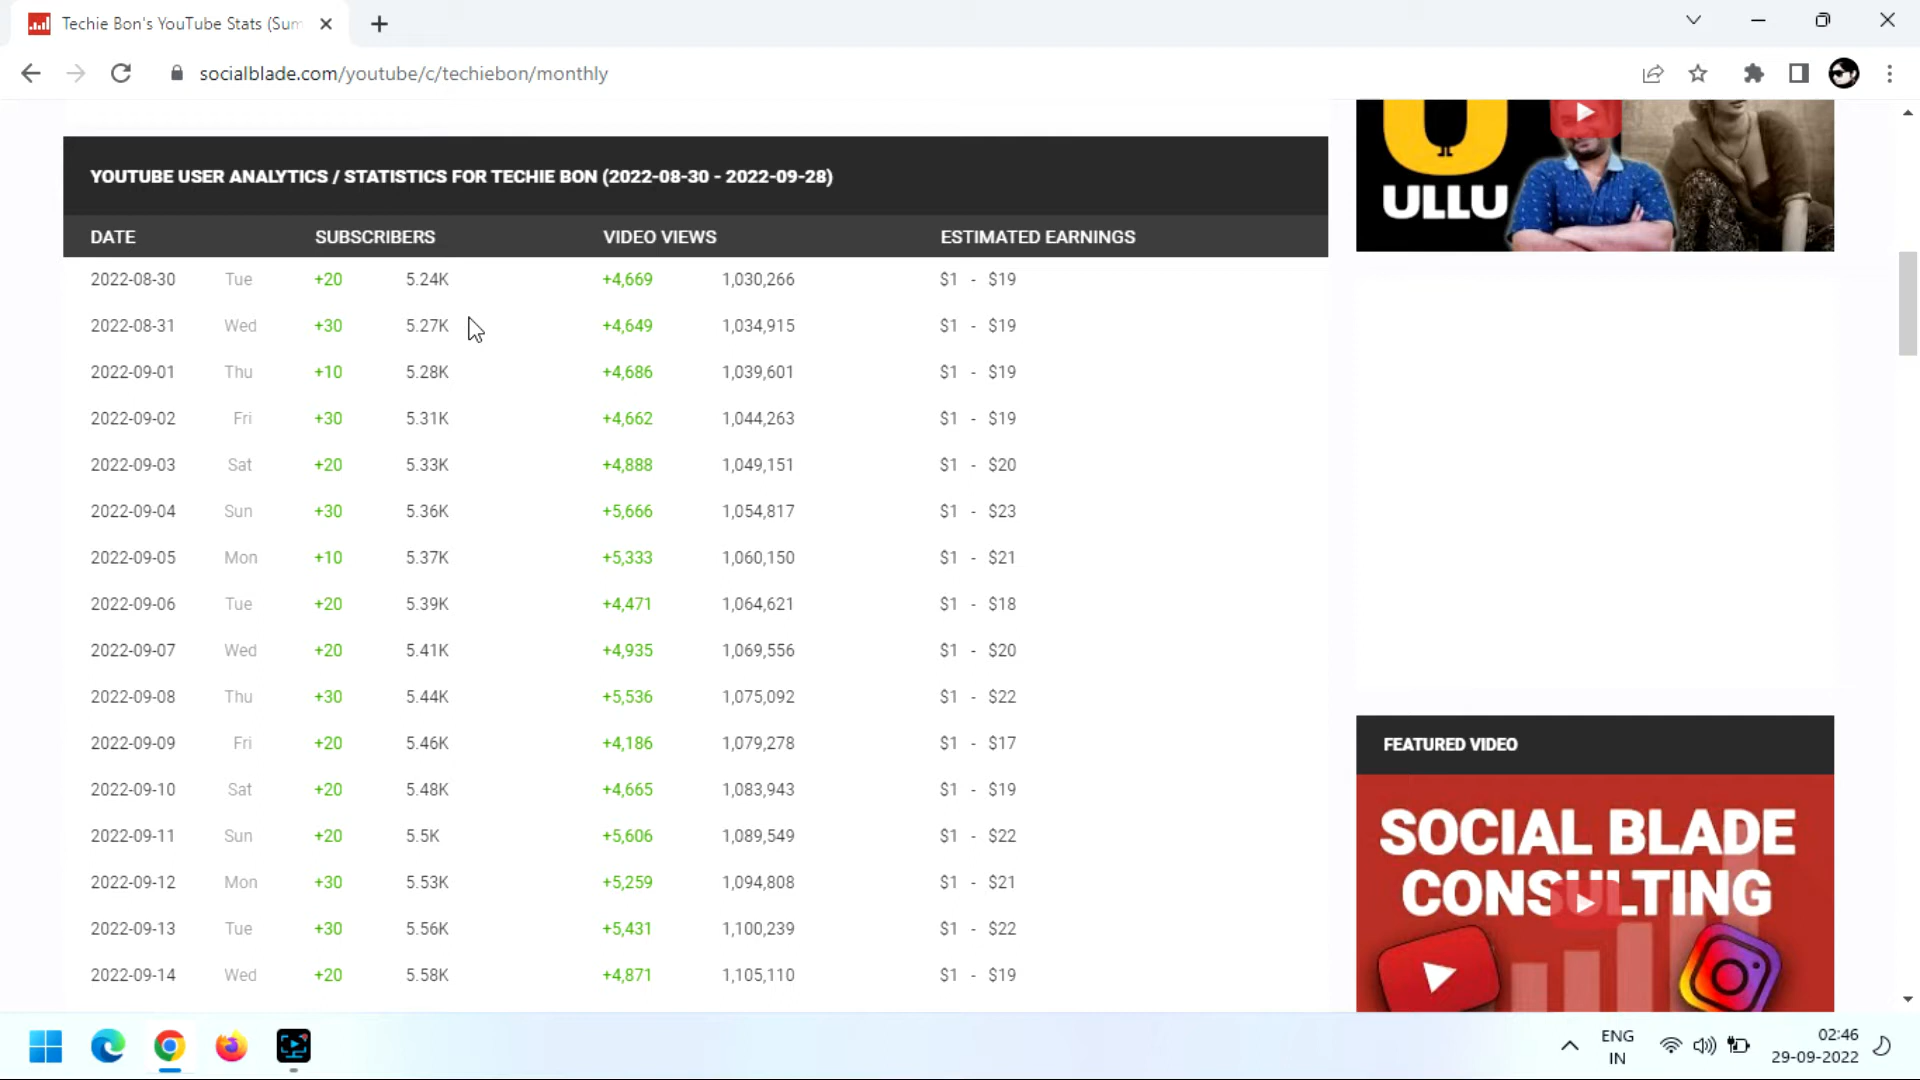 Techie Bon's YouTube Stats (Sum
socialblade.com/youtube/c/techiebon/monthly
YOUTUBE USER ANALYTICS / STATISTICS FOR TECHIE BON (2022-08-30 - 2022-09-28)
DATE SUBSCRIBERS VIDEO VIEWS ESTIMATED EARNINGS
2022-08-30 Tue +20 5.24K +4,669 1,030,266 $1 - $19
2022-08-31 Wed +30 5.27K +4,649 1,034,915 $1 - $19
2022-09-01 Thu +10 5.28K +4,686 1,039,601 $1 - $19
2022-09-02 Fri +30 5.31K +4,662 1,044,263 $1 - $19
2022-09-03 Sat +20 5.33K +4,888 1,049,151 $1 - $20
2022-09-04 Sun +30 5.36K +5,666 1,054,817 $1 - $23
2022-09-05 Mon +10 5.37K +5,333 1,060,150 $1 - $21
2022-09-06 Tue +20 5.39K +4,471 1,064,621 $1 - $18
2022-09-07 Wed +20 5.41K +4,935 1,069,556 $1 - $20
2022-09-08 Thu +30 5.44K +5,536 1,075,092 $1 - $22
2022-09-09 Fri +20 5.46K +4,186 1,079,278 $1 - $17
2022-09-10 Sat +20 5.48K +4,665 1,083,943 $1 - $19
2022-09-11 Sun +20 5.5K +5,606 1,089,549 $1 - $22
2022-09-12 Mon +30 5.53K +5,259 1,094,808 $1 - $21
2022-09-13 Tue +30 5.56K +5,431 1,100,239 $1 - $22
2022-09-14 Wed +20 5.58K +4,871 1,105,110 $1 - $19
ULLU
FEATURED VIDEO
SOCIAL BLADE
CONSULTING
ENG
IN
02:46
29-09-2022